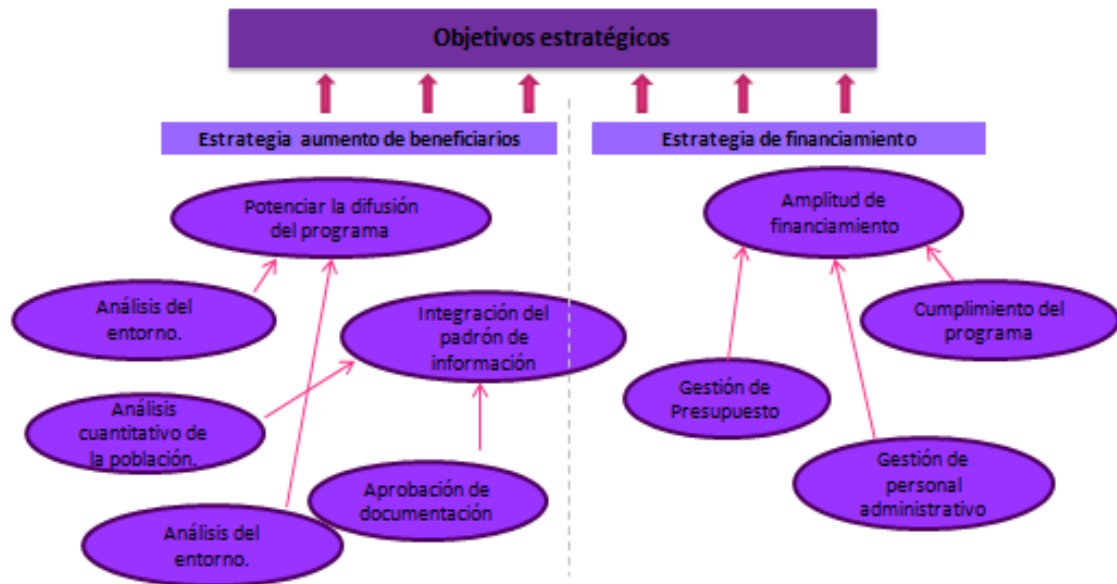 Objetivos estratégicos
Estrategia aumento de beneficiarios
Estrategia de financiamiento
Potenciar la difusión
del programa
Amplitud de
financiamiento
Análisis del
entorno.
Integración del
padrón de
información
Cumplimiento del
programa
Gestión de
Presupuesto
Análisis
cuantitativo de
la población.
Aprobación de
documentación
Gestión de
personal
administrativo
Análisis del
entorno.